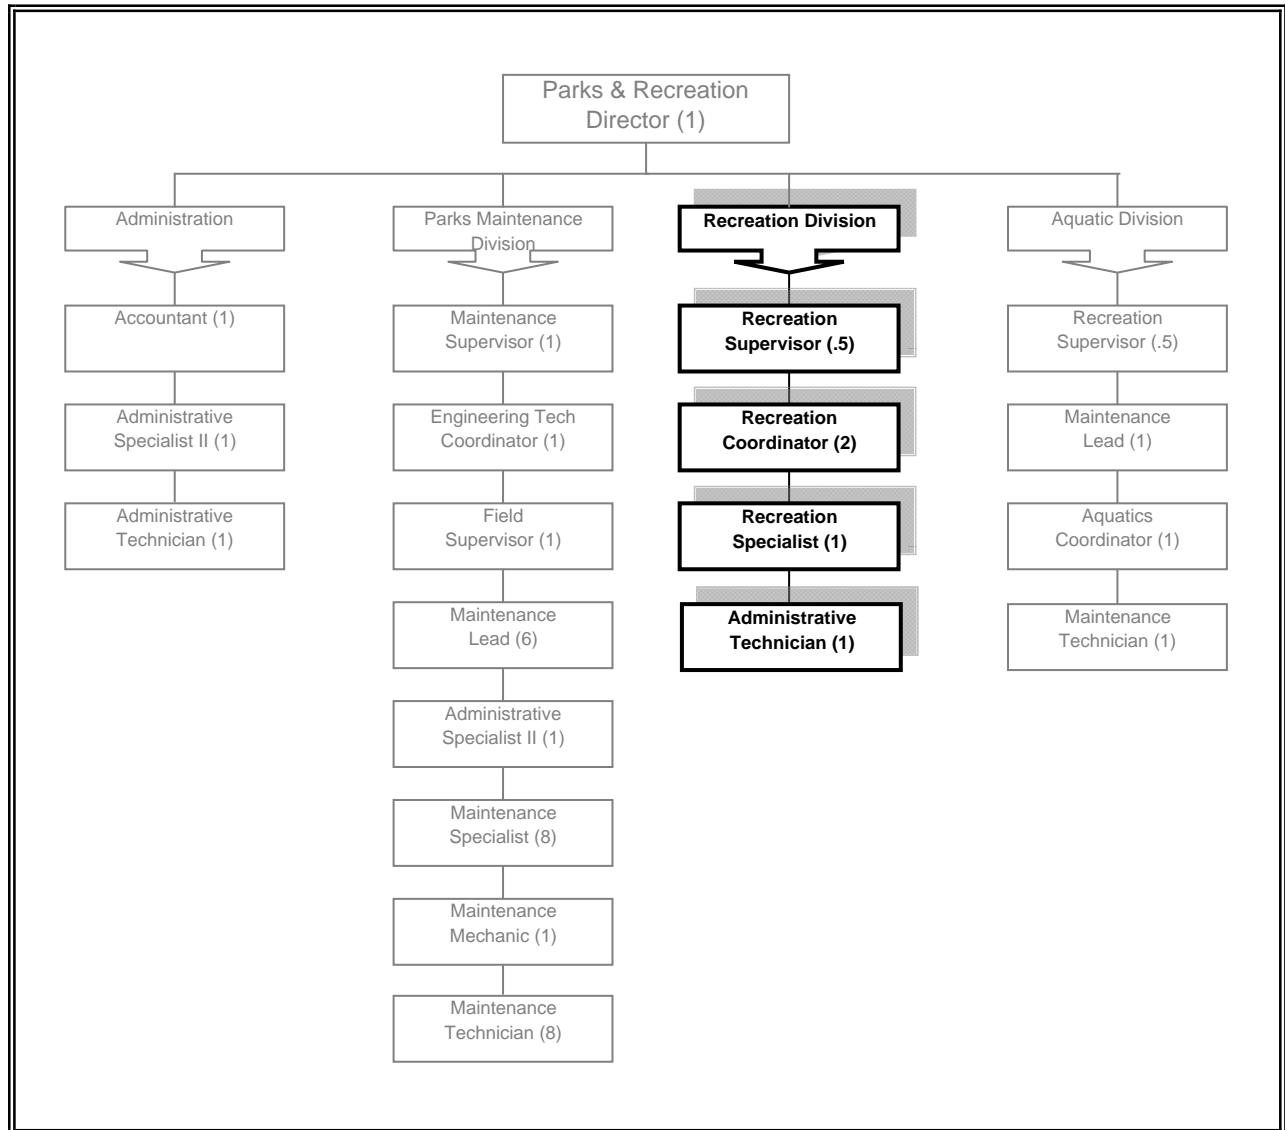 Parks & Recreation
Director (1)
Administration
Accountant (1)
Administrative
Specialist II (1)
Administrative
Technician (1)
Parks Maintenance
Division
Maintenance
Supervisor (1)
Engineering Tech
Coordinator (1)
Field
Supervisor (1)
Maintenance
Lead (6)
Administrative
Specialist II (1)
Maintenance
Specialist (8)
Maintenance
Mechanic (1)
Maintenance
Technician (8)
Recreation Division
Recreation
Supervisor (.5)
Recreation
Coordinator (2)
Recreation
Specialist (1)
Administrative
Technician (1)
Aquatic Division
Recreation
Supervisor (.5)
Maintenance
Lead (1)
Aquatics
Coordinator (1)
Maintenance
Technician (1)